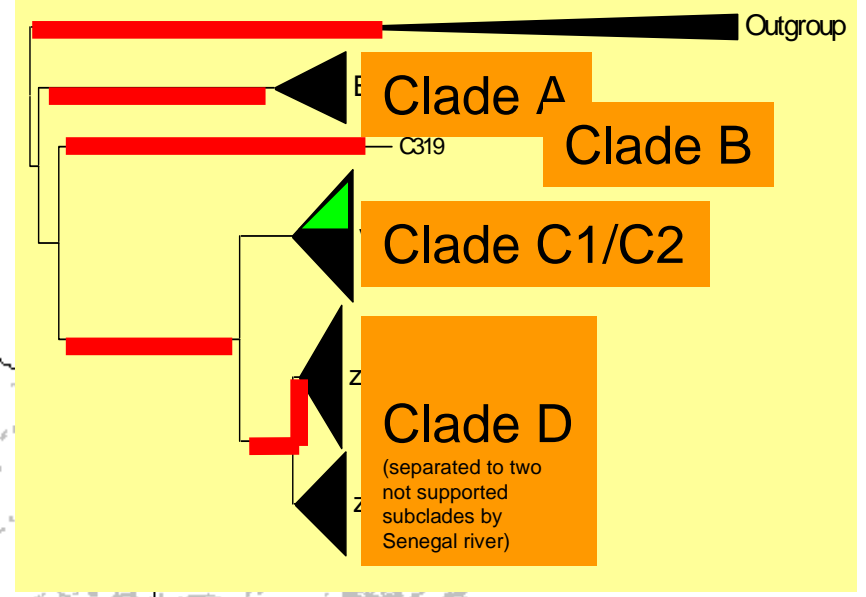 Outgroup
Clade A
C319
Clade B
Clade C1/C2
Clade D
(separated to two
not supported
subclades by
Senegal river)